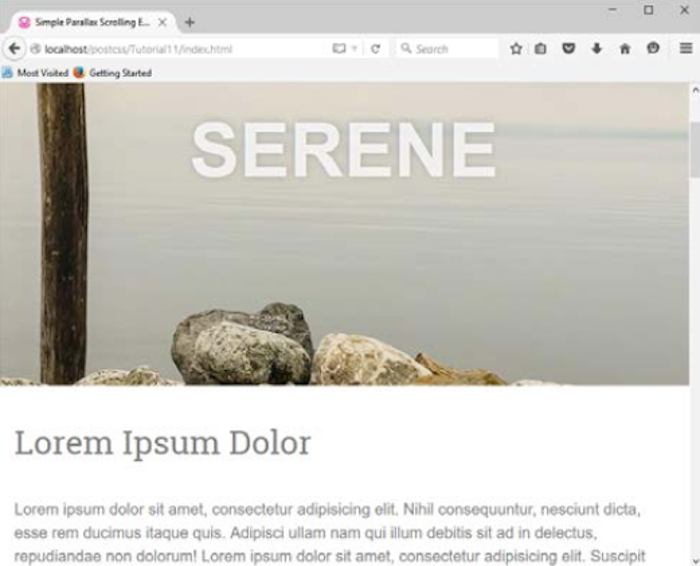 Simple Parallax Scrolling E...
localhost/postcss/Tutorial11/index.html
Search
Most Visited Getting Started
SERENE
Lorem Ipsum Dolor
Lorem ipsum dolor sit amet, consectetur adipisicing elit. Nihil consequuntur, nesciunt dicta,
esse rem ducimus itaque quis. Adipisci ullam nam qui illum debitis sit ad in delectus,
repudiandae non dolorum! Lorem ipsum dolor sit amet, consectetur adipisicing elit. Suscipit